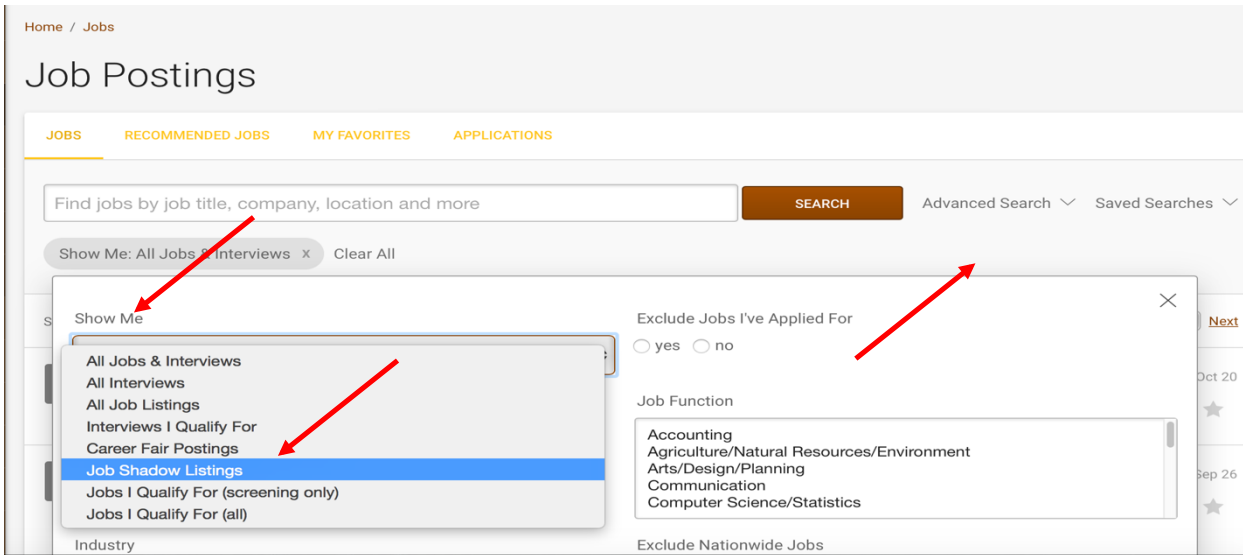 Home / Jobs
Job Postings
JOBS RECOMMENDED JOBS MY FAVORITES APPLICATIONS
Find jobs by job title, company, location and more SEARCH Advanced Search Saved Searches
Show Me: All Jobs & Interviews x Clear All
Show Me
All Jobs & Interviews
All Interviews
All Job Listings
Interviews I Qualify For
Career Fair Postings
Job Shadow Listings
Jobs I Qualify For (screening only)
Jobs I Qualify For (all)
Industry
Exclude Jobs I've Applied For
yes no
Job Function
Accounting
Agriculture/Natural Resources/Environment
Arts/Design/Planning
Communication
Computer Science/Statistics
Exclude Nationwide Jobs
Next
Oct 20
Sep 26